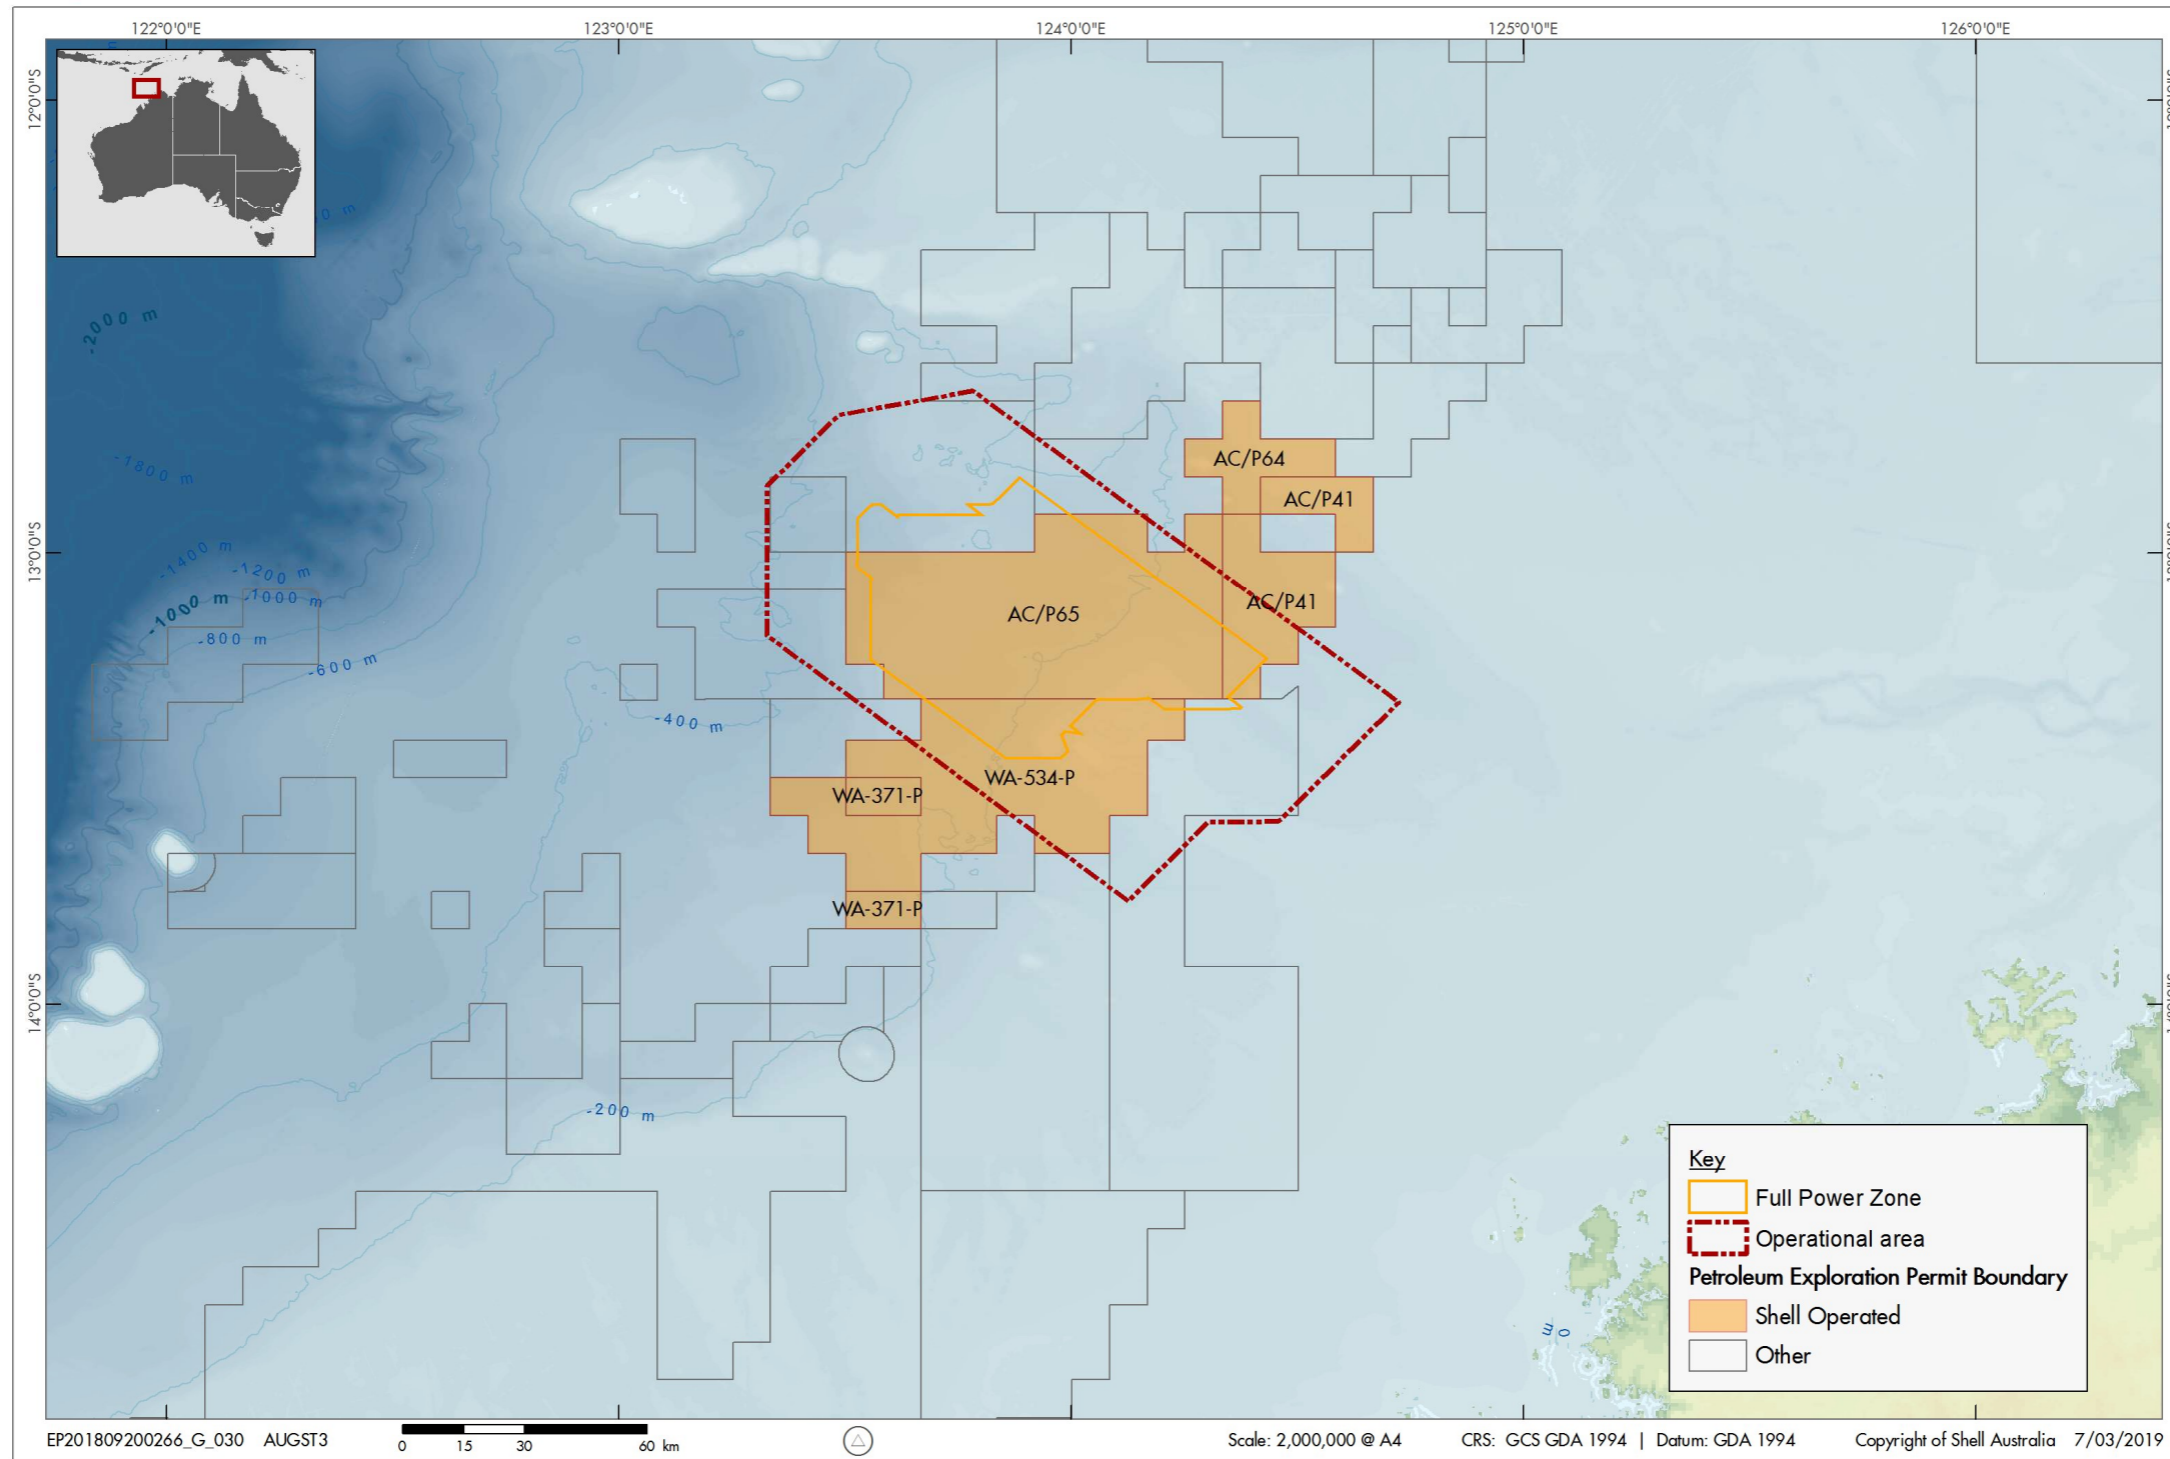 122°0'0"E
123°0'0"E
124°0'0"E
125°0'0"E
126°0'0"E
12°0'0"S
-2000 m
-1800 m
AC/P64
AC/P41
13°0'0"S
-1400 m
-1200 m
-1000 m
-1000 m
AC/P41
AC/P65
-800 m
-600 m
-400 m
WA-534-P
WA-371-P
WA-371-P
14°0'0"S
-200 m
0 m
Key
Full Power Zone
Operational area
Petroleum Exploration Permit Boundary
Shell Operated
Other
EP201809200266_G_030 AUGST3
0 15 30 60 km
Scale: 2,000,000 @ A4
CRS: GCS GDA 1994 | Datum: GDA 1994
Copyright of Shell Australia 7/03/2019